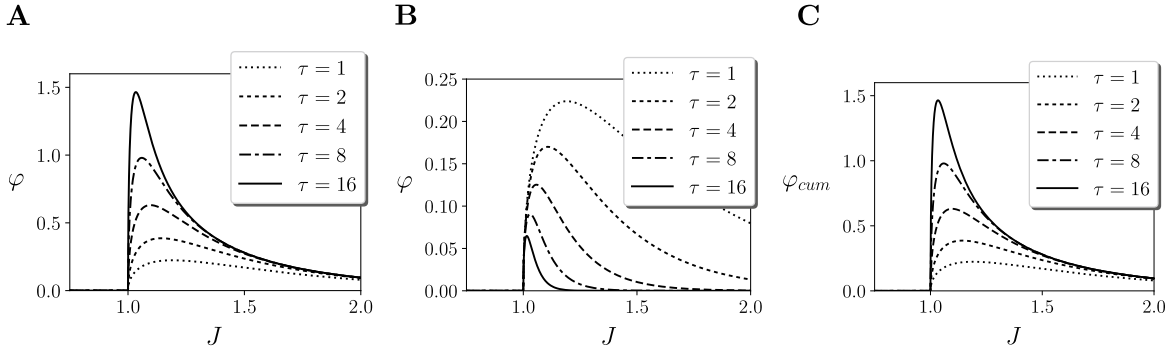 A
B
C
φ
1.5
1.0
0.5
0.0
1.0
1.5
2.0
J
τ = 1
τ = 2
τ = 4
τ = 8
τ = 16
φ
0.25
0.20
0.15
0.10
0.05
0.00
1.0
1.5
2.0
J
τ = 1
τ = 2
τ = 4
τ = 8
τ = 16
φcum
1.5
1.0
0.5
0.0
1.0
1.5
2.0
J
τ = 1
τ = 2
τ = 4
τ = 8
τ = 16